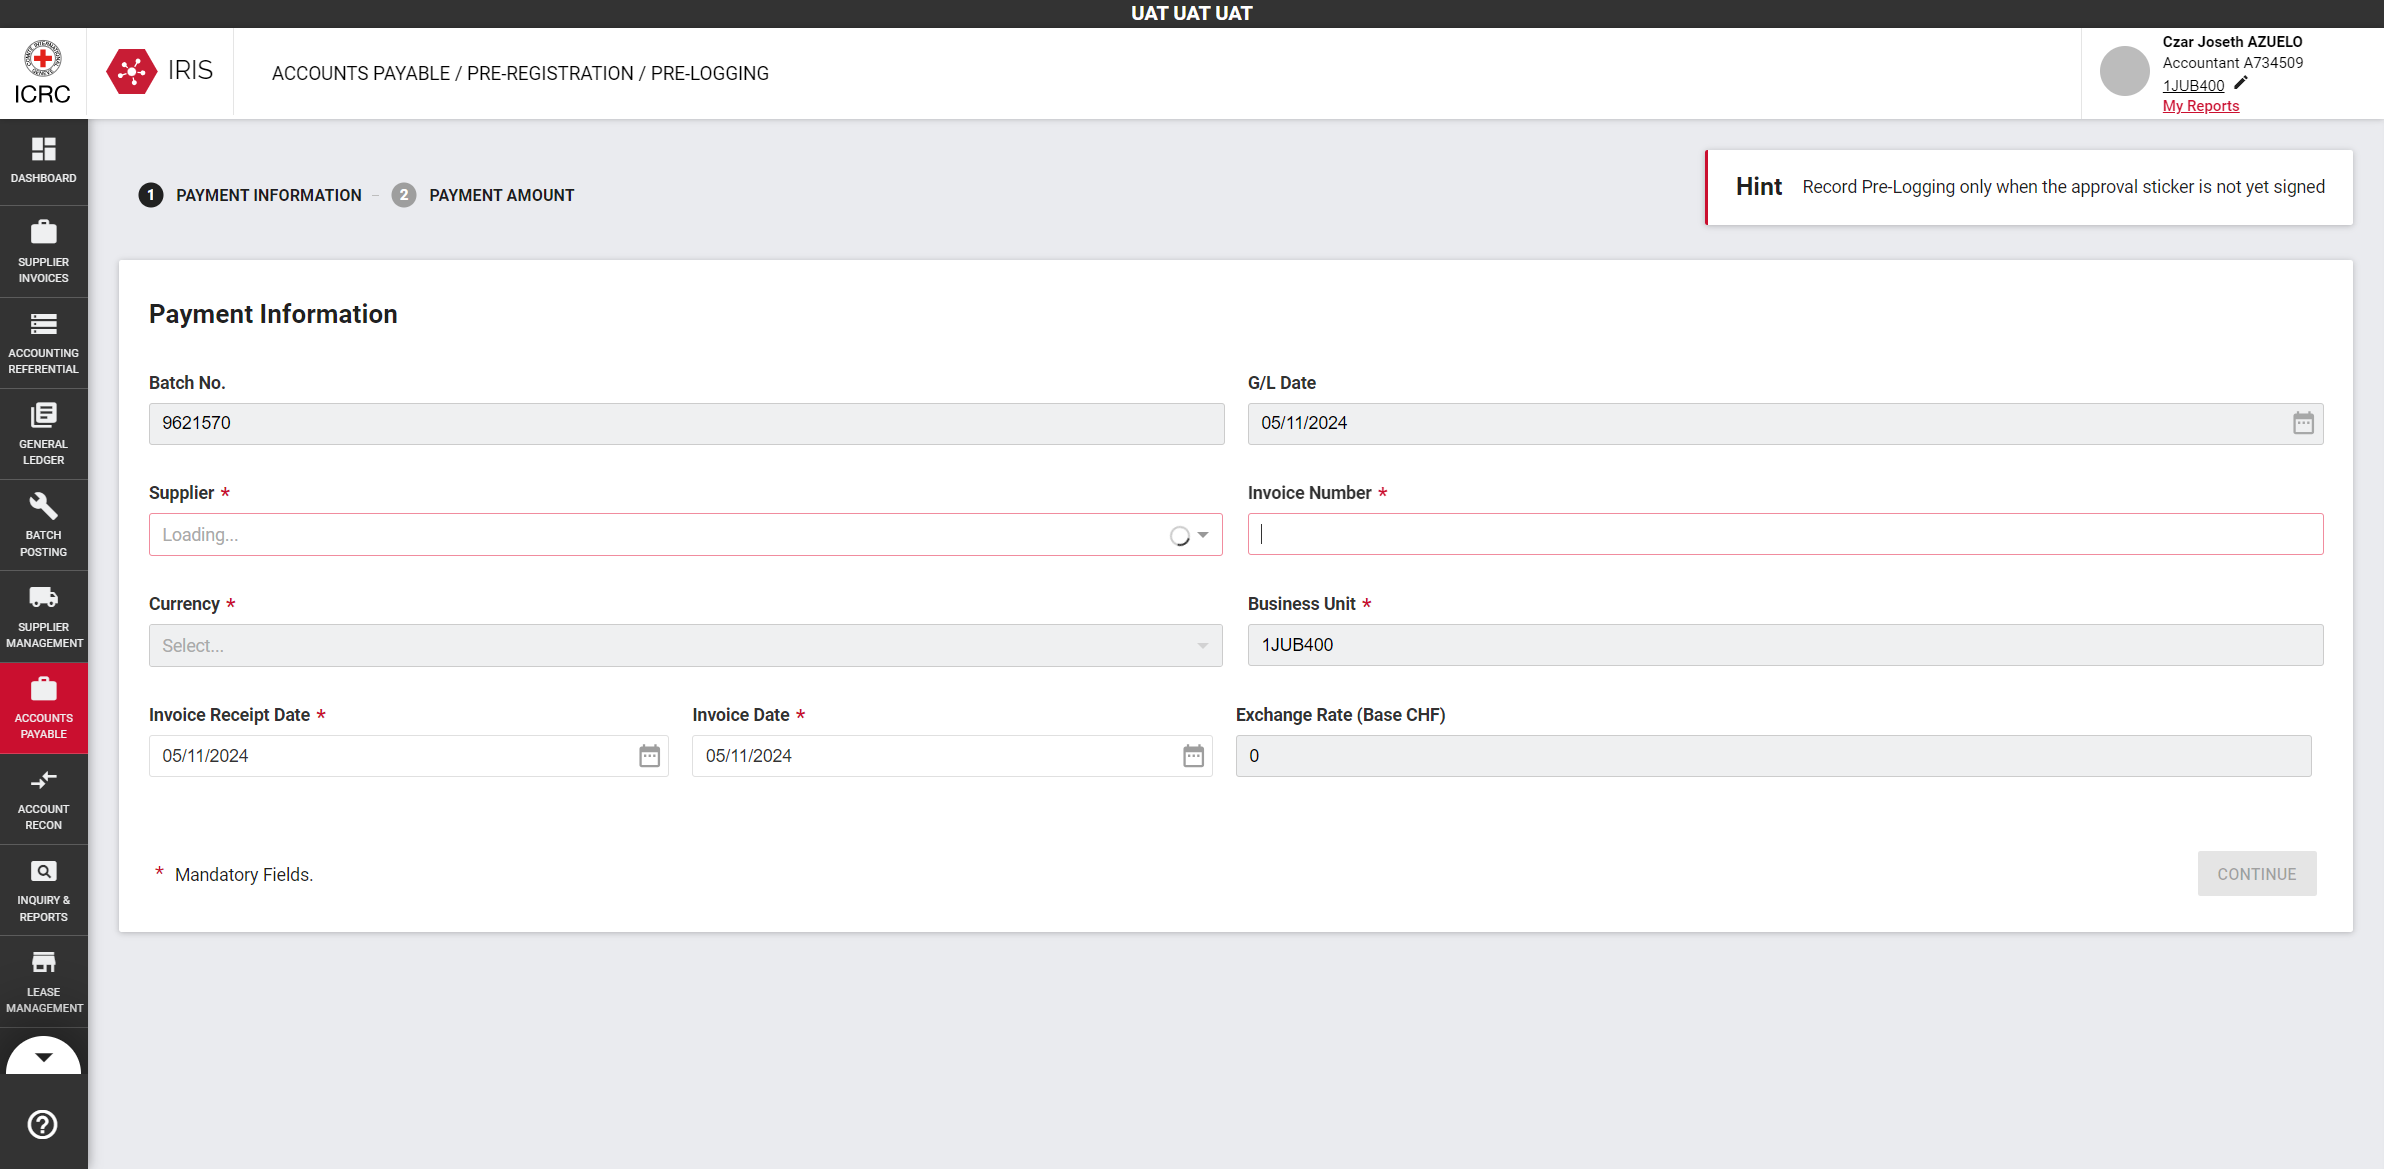 UAT UAT UAT
ICRC
IRIS
ACCOUNTS PAYABLE / PRE-REGISTRATION / PRE-LOGGING
Czar Joseth AZUELO
Accountant A734509
1JUB400
My Reports
DASHBOARD
SUPPLIER
INVOICES
ACCOUNTING
REFERENTIAL
GENERAL
LEDGER
BATCH
POSTING
SUPPLIER
MANAGEMENT
ACCOUNTS
PAYABLE
ACCOUNT
RECON
INQUIRY &
REPORTS
LEASE
MANAGEMENT
1 PAYMENT INFORMATION – 2 PAYMENT AMOUNT
Hint Record Pre-Logging only when the approval sticker is not yet signed
Payment Information
Batch No.
9621570
G/L Date
05/11/2024
Supplier *
Loading...
Invoice Number *
Currency *
Select...
Business Unit *
1JUB400
Invoice Receipt Date *
05/11/2024
Invoice Date *
05/11/2024
Exchange Rate (Base CHF)
0
* Mandatory Fields.
CONTINUE